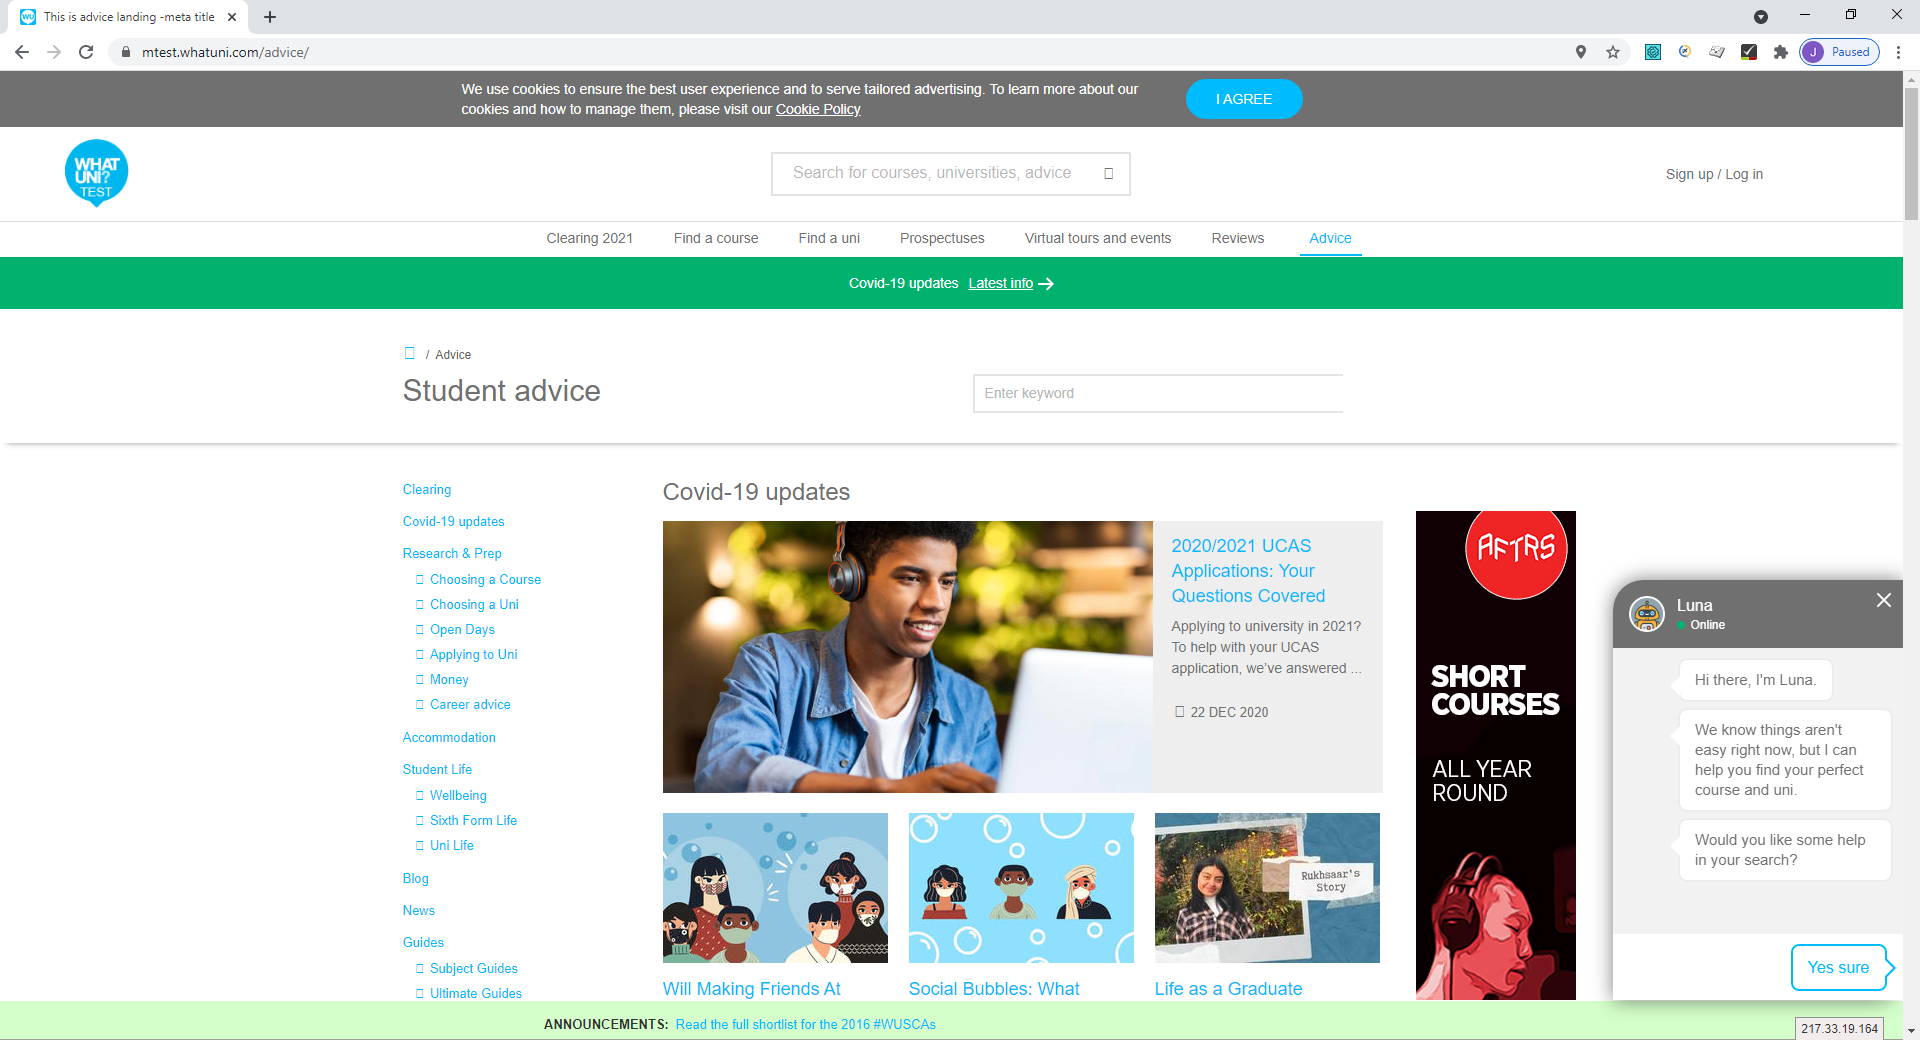 This is advice landing -meta title
mtest.whatuni.com/advice/
J Paused
We use cookies to ensure the best user experience and to serve tailored advertising. To learn more about our
cookies and how to manage them, please visit our Cookie Policy
I AGREE
WHAT
UNI?
TEST
Search for courses, universities, advice
Sign up / Log in
Clearing 2021 Find a course Find a uni Prospectuses Virtual tours and events Reviews Advice
Covid-19 updates Latest info
/ Advice
Student advice
Enter keyword
Clearing
Covid-19 updates
Research & Prep
Choosing a Course
Choosing a Uni
Open Days
Applying to Uni
Money
Career advice
Accommodation
Student Life
Wellbeing
Sixth Form Life
Uni Life
Blog
News
Guides
Subject Guides
Ultimate Guides
Covid-19 updates
2020/2021 UCAS
Applications: Your
Questions Covered
Applying to university in 2021?
To help with your UCAS
application, we've answered ...
22 DEC 2020
Rukhsaar's
Story
Will Making Friends At
Social Bubbles: What
Life as a Graduate
AFTRS
SHORT
COURSES
ALL YEAR
ROUND
Luna
Online
Hi there, I'm Luna.
We know things aren't
easy right now, but I can
help you find your perfect
course and uni.
Would you like some help
in your search?
Yes sure
ANNOUNCEMENTS: Read the full shortlist for the 2016 #WUSCAs
217.33.19.164